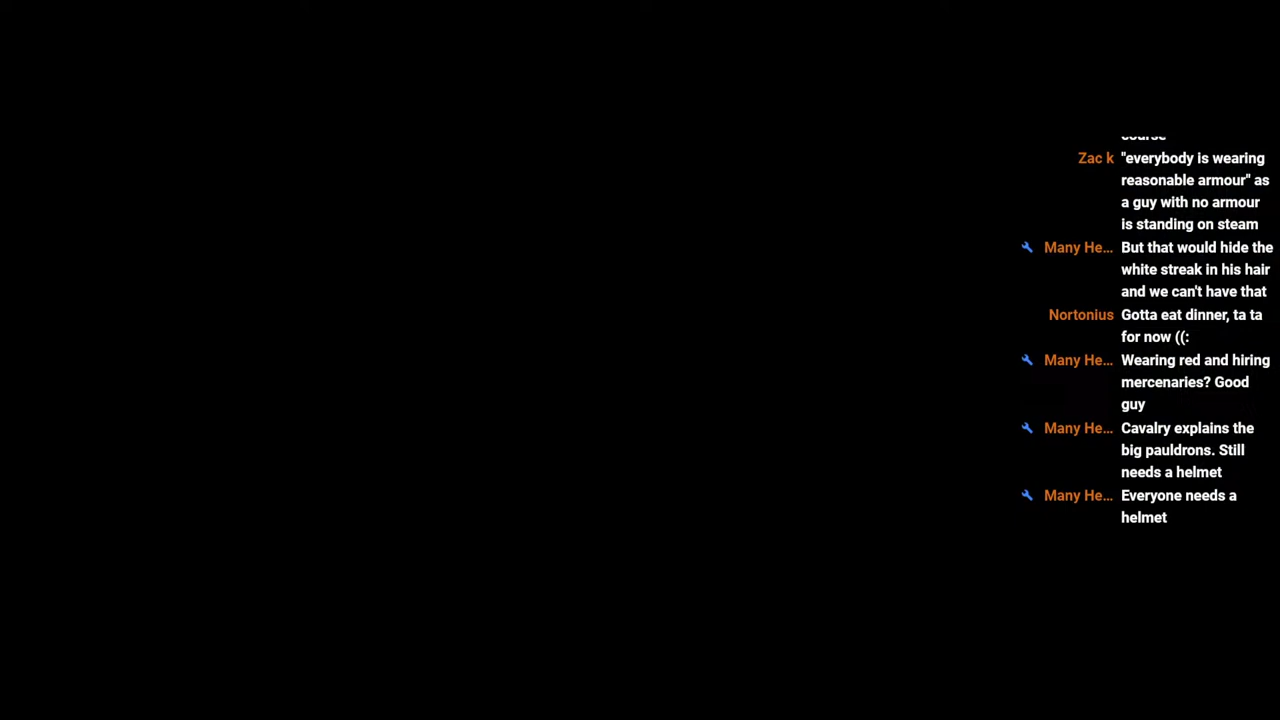 course
Zac k "everybody is wearing
reasonable armour" as
a guy with no armour
is standing on steam
Many He... But that would hide the
white streak in his hair
and we can't have that
Nortonius Gotta eat dinner, ta ta
for now ((:
Many He... Wearing red and hiring
mercenaries? Good
guy
Many He... Cavalry explains the
big pauldrons. Still
needs a helmet
Many He... Everyone needs a
helmet